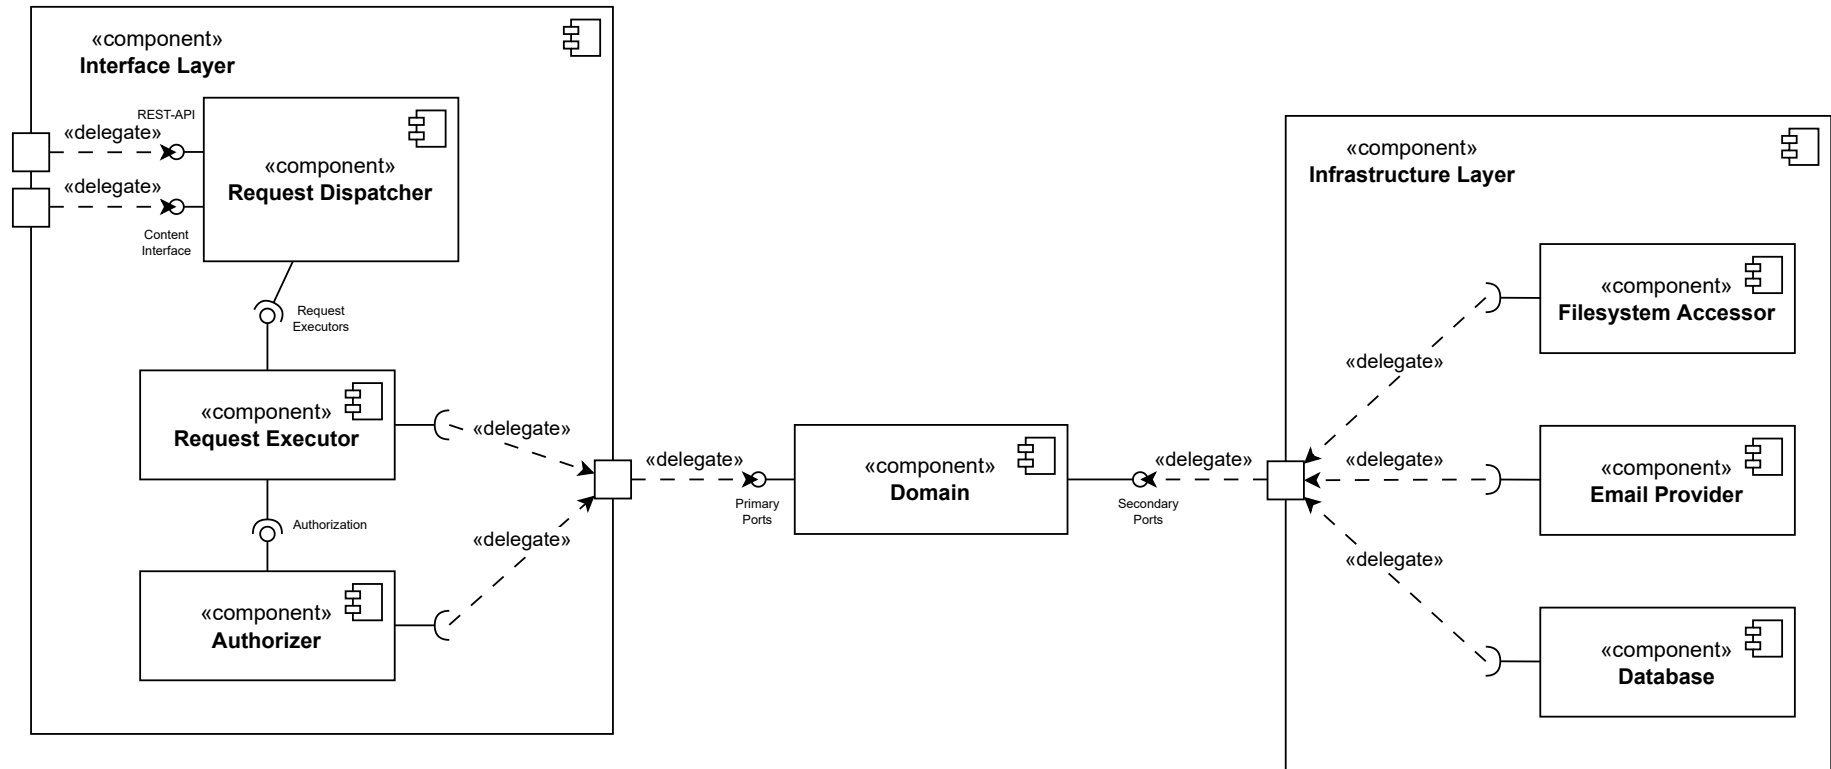 «component»
Interface Layer
REST-API
«delegate»
«delegate»
Content
Interface
«component»
Request Dispatcher
Request
Executors
«component»
Request Executor
«delegate»
Authorization
«delegate»
«component»
Authorizer
«delegate»
Primary
Ports
«component»
Domain
«delegate»
Secondary
Ports
«component»
Infrastructure Layer
«component»
Filesystem Accessor
«delegate»
«delegate»
«component»
Email Provider
«delegate»
«component»
Database